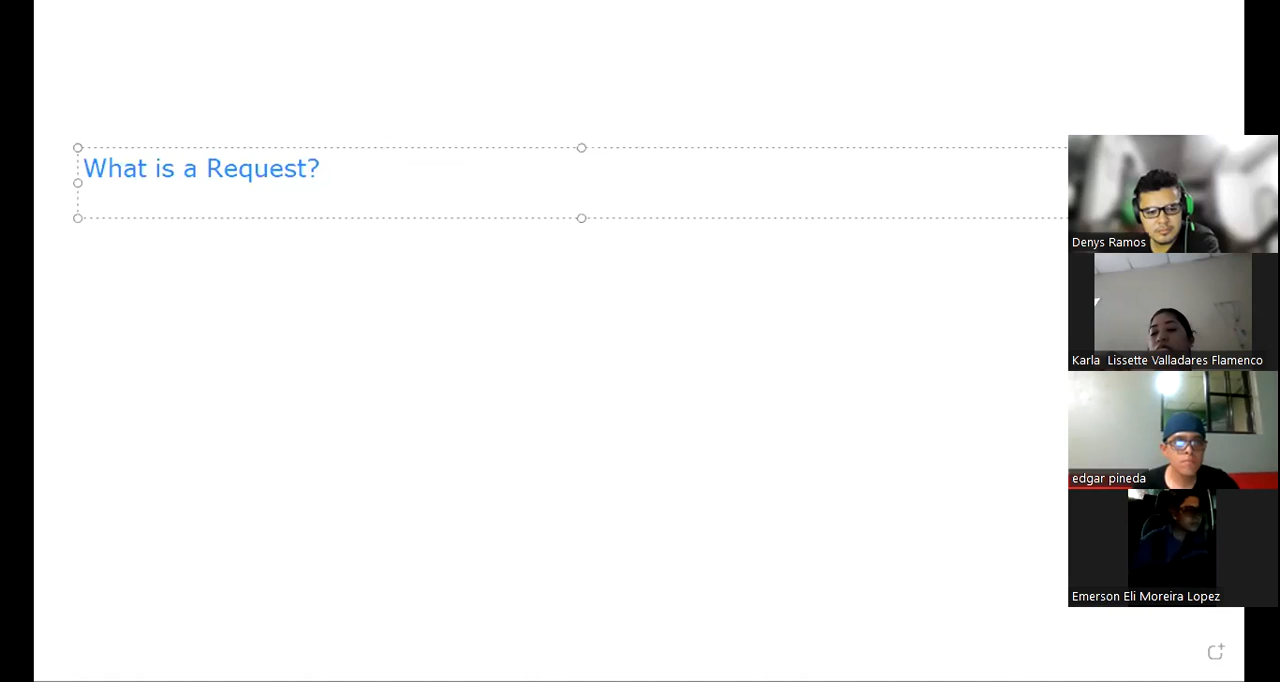 What is a Request?
Denys Ramos
Karla Lissette Valladares Flamenco
edgar pineda
Emerson Eli Moreira Lopez